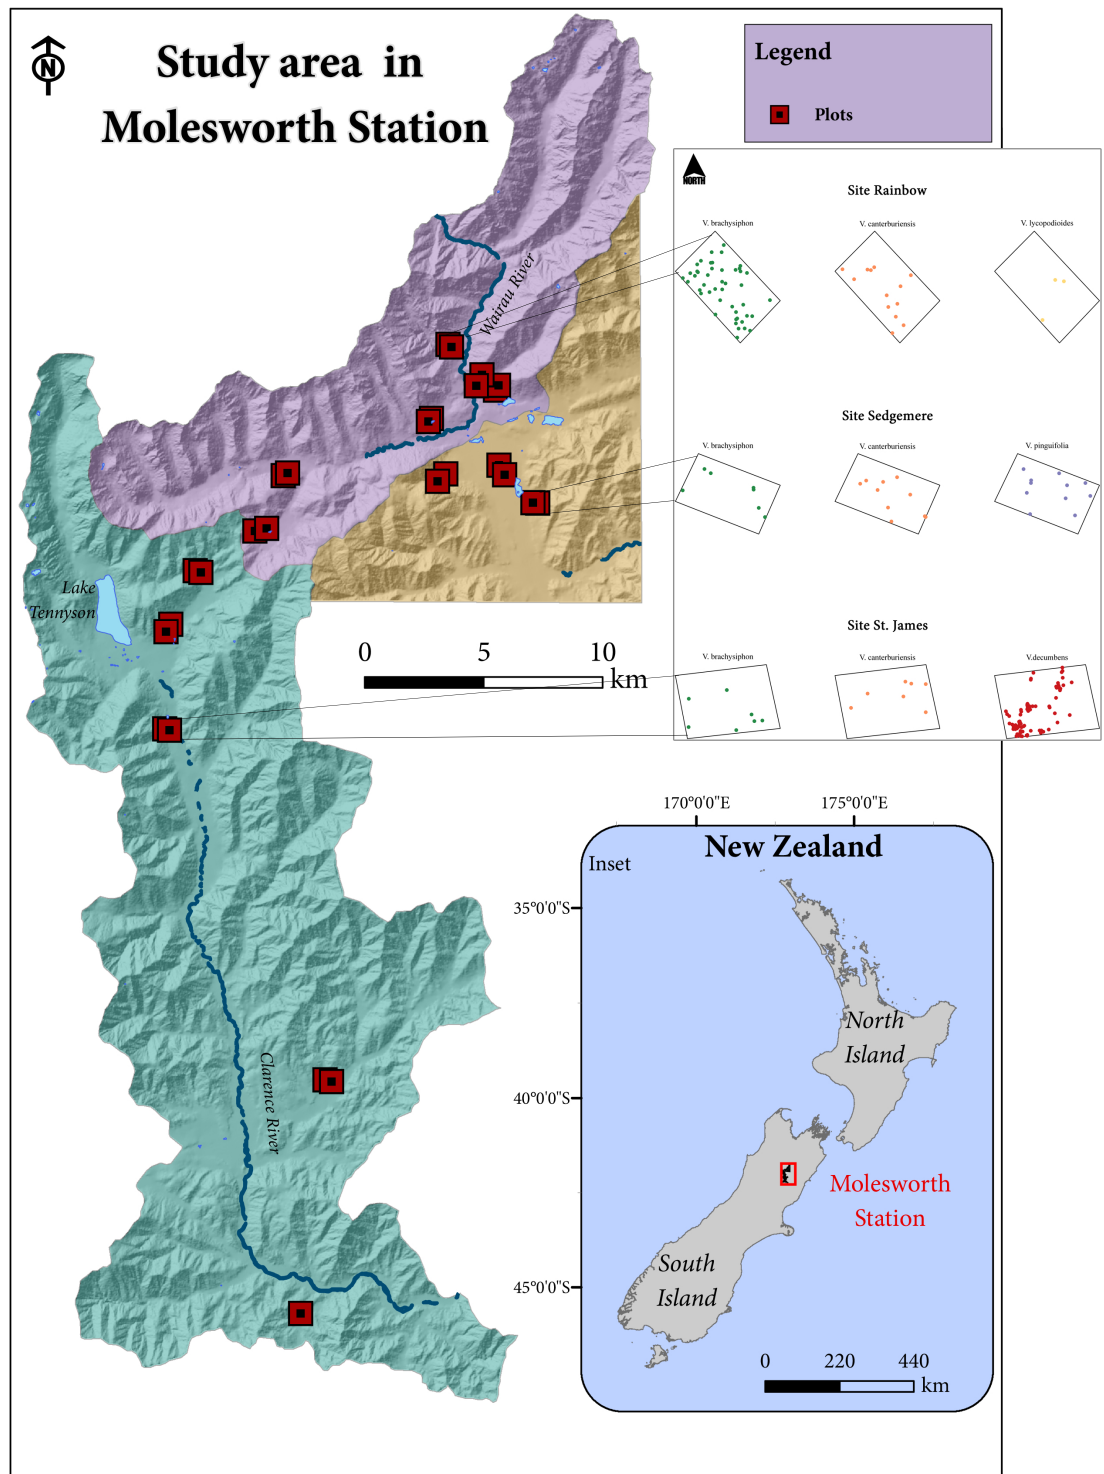 N
Study area in
Molesworth Station
Legend
Plots
NORTH
Site Rainbow
V. brachysiphon
V. canterburiensis
V. lycopodioides
Wairau River
Site Sedgemere
V. brachysiphon
V. canterburiensis
V. pinguifolia
Lake
Tennyson
Site St. James
V. brachysiphon
V. canterburiensis
V.decumbens
0 5 10
km
Clarence River
170°0'0"E 175°0'0"E
New Zealand
Inset
35°0'0"S
North
Island
40°0'0"S
Molesworth
Station
South
Island
45°0'0"S
0 220 440
km